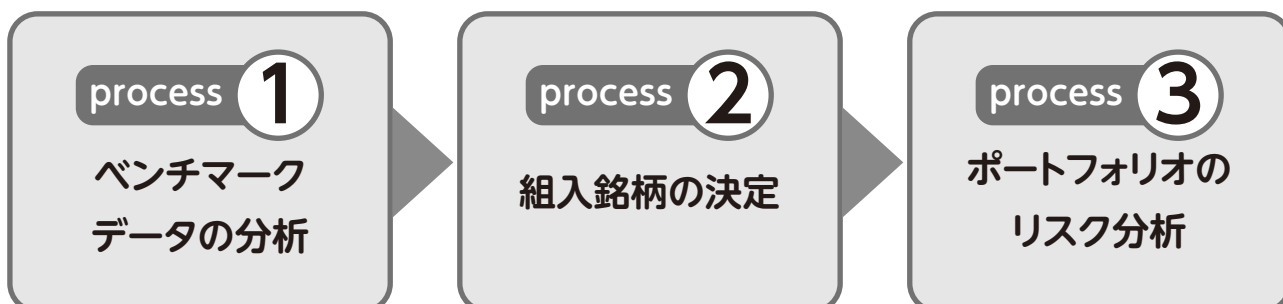 process 1
ベンチマーク
データの分析
process 2
組入銘柄の決定
process 3
ポートフォリオの
リスク分析